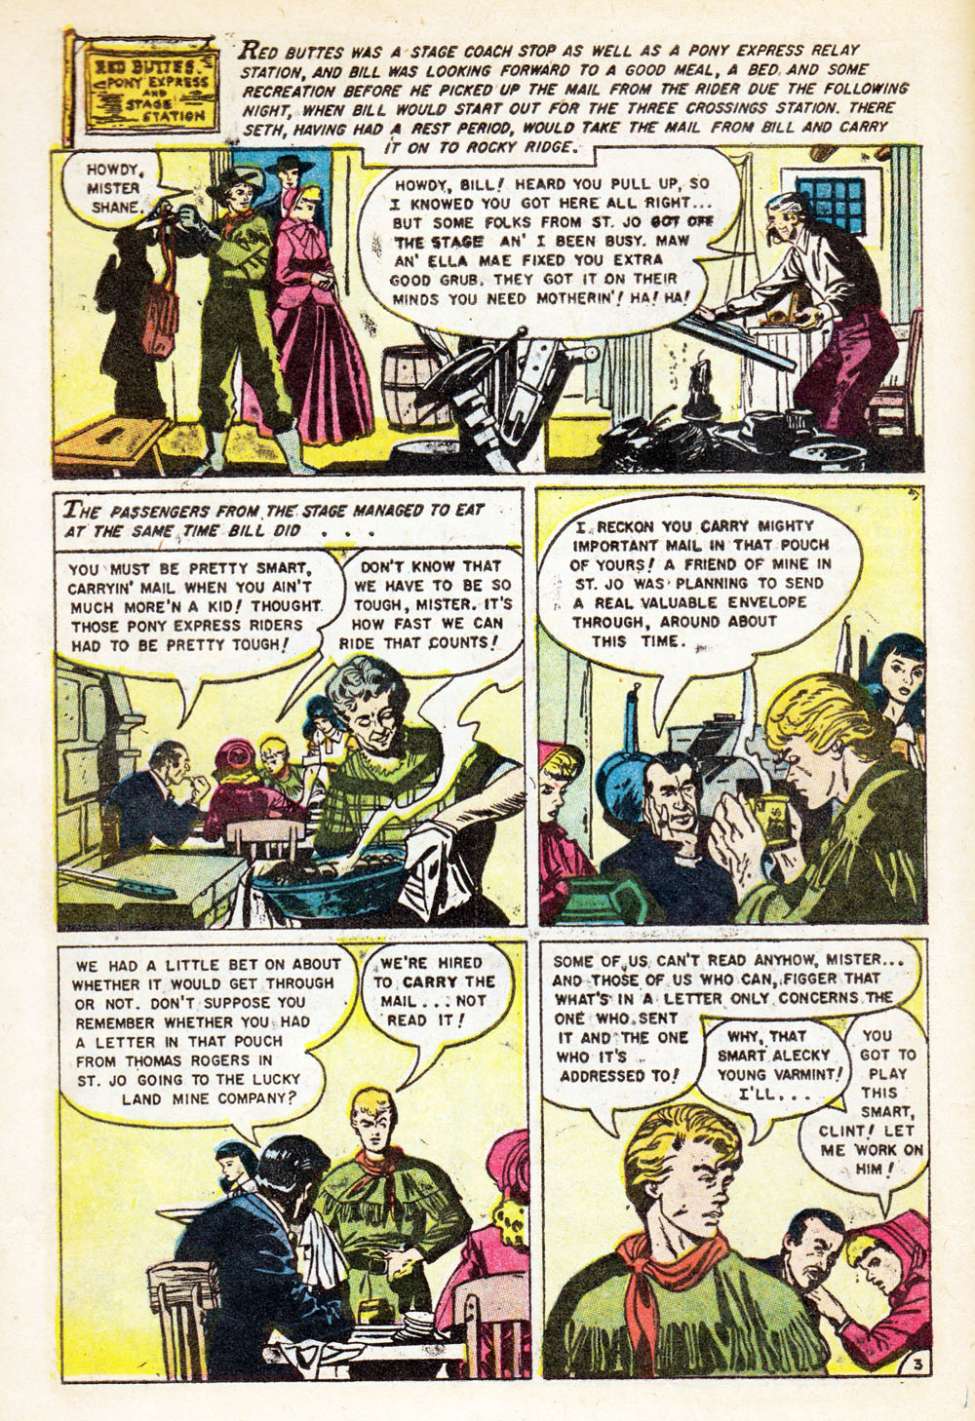 RED BUTTES.
PONY EXPRESS
AND
STAGE
STATION
RED BUTTES WAS A STAGE COACH STOP AS WELL AS A PONY EXPRESS RELAY
STATION, AND BILL WAS LOOKING FORWARD TO A GOOD MEAL, A BED AND SOME
RECREATION BEFORE HE PICKED UP THE MAIL FROM THE RIDER DUE THE FOLLOWING
NIGHT, WHEN BILL WOULD START OUT FOR THE THREE CROSSINGS STATION. THERE
SETH, HAVING HAD A REST PERIOD, WOULD TAKE THE MAIL FROM BILL AND CARRY
IT ON TO ROCKY RIDGE.
HOWDY,
MISTER
SHANE.
HOWDY, BILL! HEARD YOU PULL UP, SO
I KNOWED YOU GOT HERE ALL RIGHT...
BUT SOME FOLKS FROM ST. JO GOT OFF
THE STAGE AN' I BEEN BUSY. MAW
AN' ELLA MAE FIXED YOU EXTRA
GOOD GRUB. THEY GOT IT ON THEIR
MINDS YOU NEED MOTHERIN'! HA! HA!
THE PASSENGERS FROM THE STAGE MANAGED TO EAT
AT THE SAME TIME BILL DID . . .
YOU MUST BE PRETTY SMART,
CARRYIN' MAIL WHEN YOU AIN'T
MUCH MORE'N A KID! THOUGHT
THOSE PONY EXPRESS RIDERS
HAD TO BE PRETTY TOUGH!
DON'T KNOW THAT
WE HAVE TO BE SO
TOUGH, MISTER. IT'S
HOW FAST WE CAN
RIDE THAT COUNTS!
I RECKON YOU CARRY MIGHTY
IMPORTANT MAIL IN THAT POUCH
OF YOURS! A FRIEND OF MINE IN
ST. JO WAS PLANNING TO SEND
A REAL VALUABLE ENVELOPE
THROUGH, AROUND ABOUT
THIS TIME.
WE HAD A LITTLE BET ON ABOUT
WHETHER IT WOULD GET THROUGH
OR NOT. DON'T SUPPOSE YOU
REMEMBER WHETHER YOU HAD
A LETTER IN THAT POUCH
FROM THOMAS ROGERS IN
ST. JO GOING TO THE LUCKY
LAND MINE COMPANY?
WE'RE HIRED
TO CARRY THE
MAIL... NOT
READ IT!
SOME OF US CAN'T READ ANYHOW, MISTER...
AND THOSE OF US WHO CAN, FIGGER THAT
WHAT'S IN A LETTER ONLY CONCERNS THE
ONE WHO SENT
IT AND THE ONE
WHO IT'S
ADDRESSED TO!
WHY, THAT
SMART ALECKY
YOUNG VARMINT!
I'LL...
YOU
GOT TO
PLAY
THIS
SMART,
CLINT! LET
ME WORK ON
HIM!
3